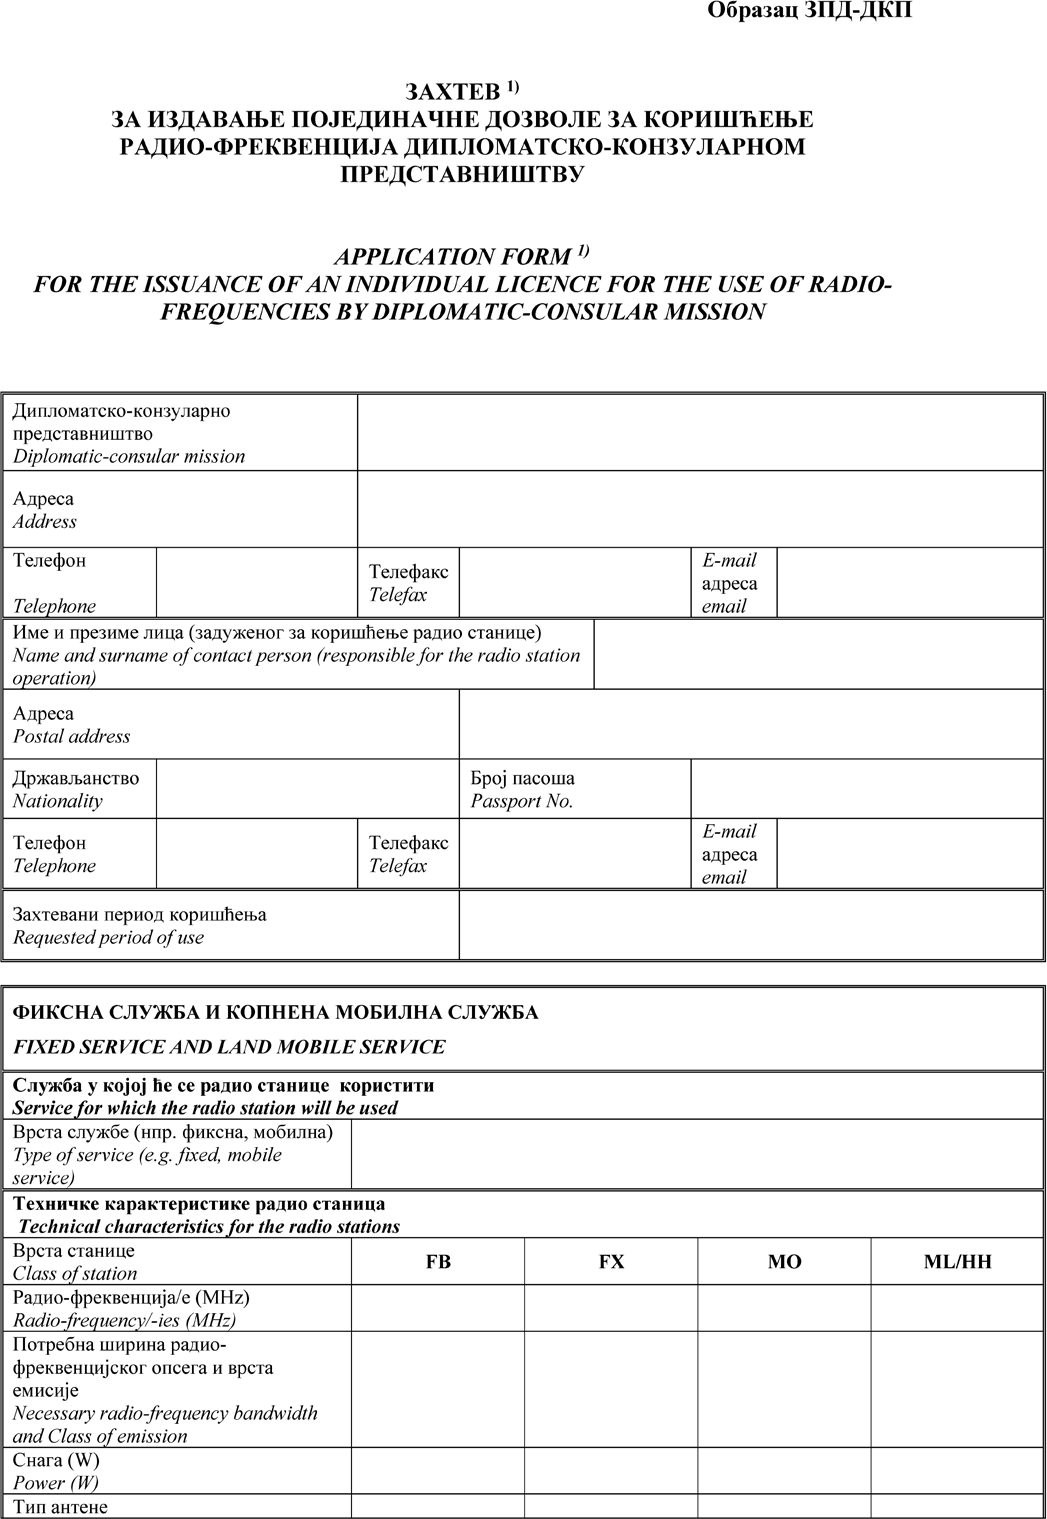 Образац ЗПД-ДКП
ЗАХТЕВ 1)
ЗА ИЗДАВАЊЕ ПОЈЕДИНАЧНЕ ДОЗВОЛЕ ЗА КОРИШЋЕЊЕ
РАДИО-ФРЕКВЕНЦИЈА ДИПЛОМАТСКО-КОНЗУЛАРНОМ
ПРЕДСТАВНИШТВУ
APPLICATION FORM 1)
FOR THE ISSUANCE OF AN INDIVIDUAL LICENCE FOR THE USE OF RADIO-
FREQUENCIES BY DIPLOMATIC-CONSULAR MISSION
Дипломатско-конзуларно
представништво
Diplomatic-consular mission
Адреса
Address
Телефон
Telephone
Телефакс
Telefax
E-mail
адреса
email
Име и презиме лица (задуженог за коришћење радио станице)
Name and surname of contact person (responsible for the radio station
operation)
Адреса
Postal address
Држављанство
Nationality
Број пасоша
Passport No.
Телефон
Telephone
Телефакс
Telefax
E-mail
адреса
email
Захтевани период коришћења
Requested period of use
ФИКСНА СЛУЖБА И КОПНЕНА МОБИЛНА СЛУЖБА
FIXED SERVICE AND LAND MOBILE SERVICE
Служба у којој ће се радио станице користити
Service for which the radio station will be used
Врста службе (нпр. фиксна, мобилна)
Type of service (e.g. fixed, mobile
service)
Техничке карактеристике радио станица
Technical characteristics for the radio stations
Врста станице
Class of station
FB
FX
MO
ML/HH
Радио-фреквенција/е (MHz)
Radio-frequency/-ies (MHz)
Потребна ширина радио-
фреквенцијског опсега и врста
емисије
Necessary radio-frequency bandwidth
and Class of emission
Снага (W)
Power (W)
Тип антене